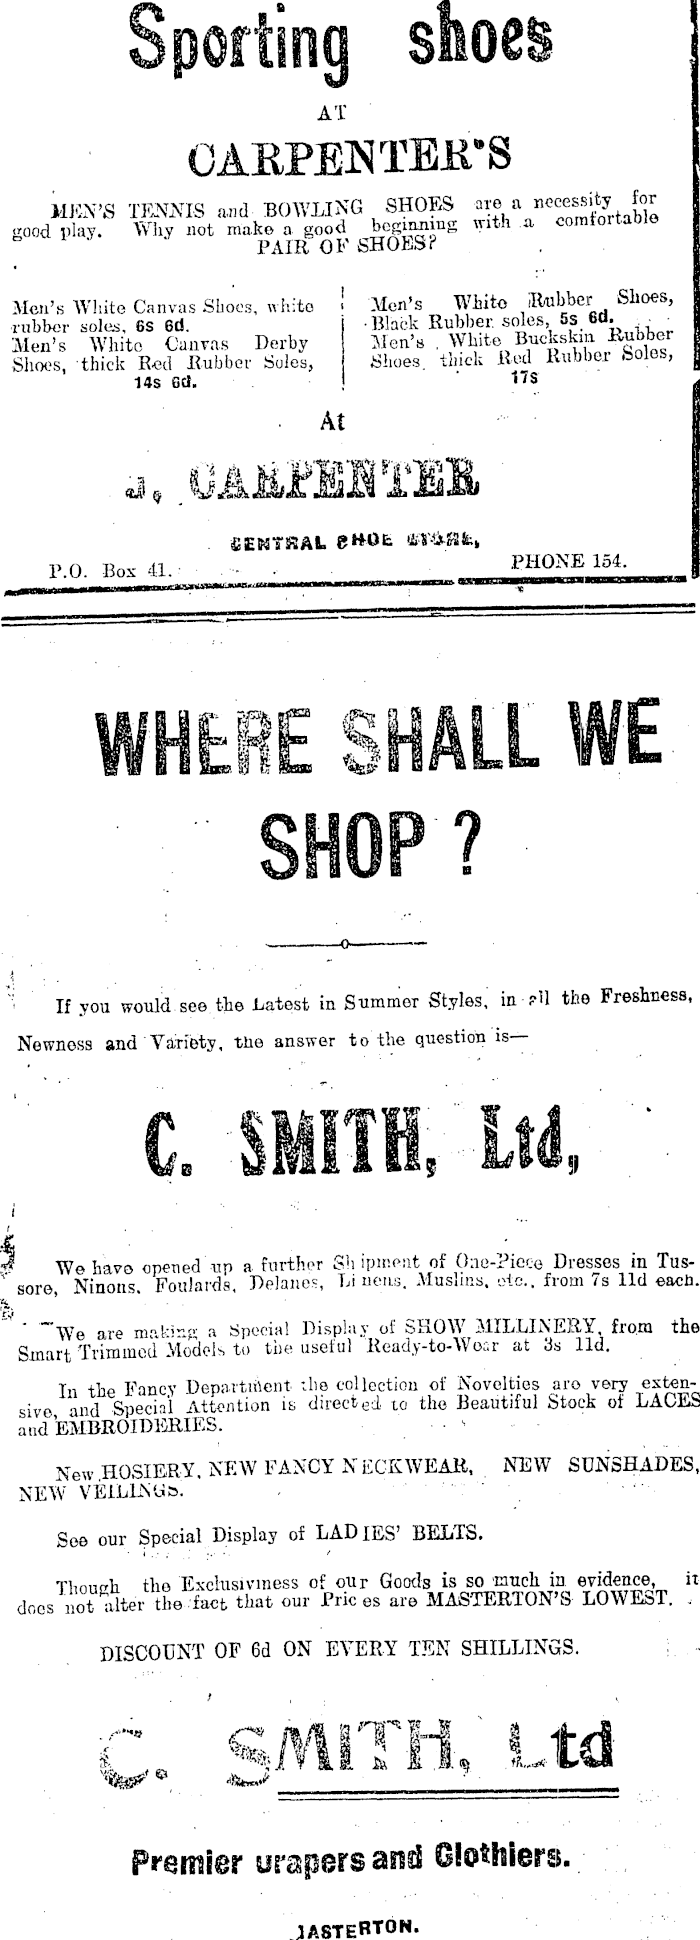 Sporting shoes
AT
CARPENTER'S
MEN'S TENNIS and BOWLING SHOES are a necessity for
good play. Why not make a good beginning with a comfortable
PAIR OF SHOES?
Men's White Canvas Shoes, white
rubber soles, 6s 6d.
Men's White Canvas Derby
Shoes, thick Red Rubber Soles,
14s 6d.
Men's White Rubber Shoes,
Black Rubber soles, 5s 6d.
Men's White Buckskin Rubber
Shoes thick Red Rubber Soles,
17s
At
J. CARPENTER
CENTRAL SHOE STORE,
P.O. Box 41. PHONE 154.
WHERE SHALL WE
SHOP ?
If you would see the Latest in Summer Styles, in all the Freshness,
Newness and Variety, the answer to the question is—
C. SMITH, Ltd,
We have opened up a further Shipment of One-Piece Dresses in Tus-
sore, Ninons, Foulards, Delanes, Linens, Muslins, etc., from 7s 11d each.
We are making a Special Display of SHOW MILLINERY, from the
Smart Trimmed Models to the useful Ready-to-Wear at 3s 11d.
In the Fancy Department the collection of Novelties are very exten-
sive, and Special Attention is directed to the Beautiful Stock of LACES
and EMBROIDERIES.
New HOSIERY, NEW FANCY NECKWEAR, NEW SUNSHADES,
NEW VEILINGS.
See our Special Display of LADIES' BELTS.
Though the Exclusiviness of our Goods is so much in evidence, it
does not alter the fact that our Prices are MASTERTON'S LOWEST.
DISCOUNT OF 6d ON EVERY TEN SHILLINGS.
C. SMITH, Ltd
Premier urapers and Clothiers.
JASTERTON.